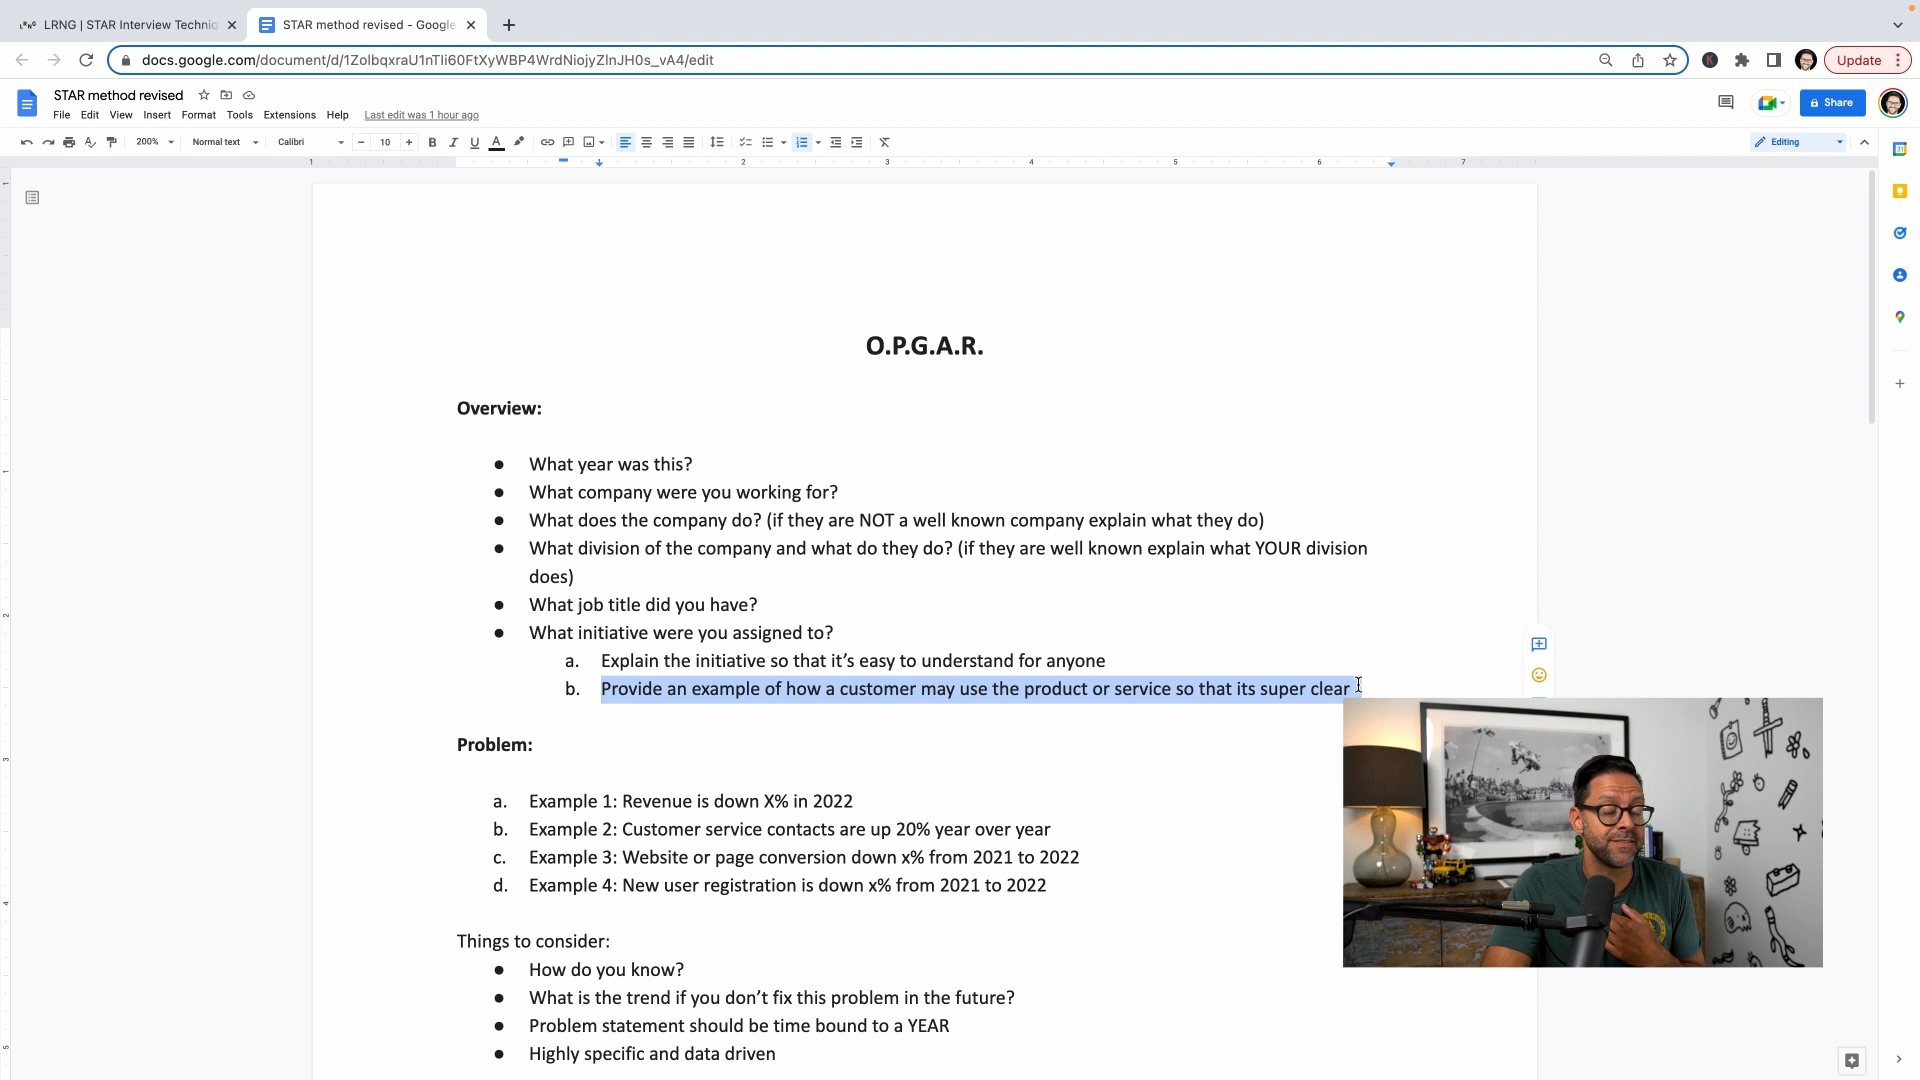 LRNG | STAR Interview Techniq
STAR method revised - Google
docs.google.com/document/d/1ZolbqxraU1nTli60FtXyWBP4WrdNiojyZlnJH0s_vA4/edit
Update
STAR method revised
File Edit View Insert Format Tools Extensions Help Last edit was 1 hour ago
Share
200% Normal text Calibri 10 Editing
1 2 3 4 5 6 7
O.P.G.A.R.
Overview:
● What year was this?
● What company were you working for?
● What does the company do? (if they are NOT a well known company explain what they do)
● What division of the company and what do they do? (if they are well known explain what YOUR division
does)
● What job title did you have?
● What initiative were you assigned to?
a. Explain the initiative so that it’s easy to understand for anyone
b. Provide an example of how a customer may use the product or service so that its super clear
Problem:
a. Example 1: Revenue is down X% in 2022
b. Example 2: Customer service contacts are up 20% year over year
c. Example 3: Website or page conversion down x% from 2021 to 2022
d. Example 4: New user registration is down x% from 2021 to 2022
Things to consider:
● How do you know?
● What is the trend if you don’t fix this problem in the future?
● Problem statement should be time bound to a YEAR
● Highly specific and data driven